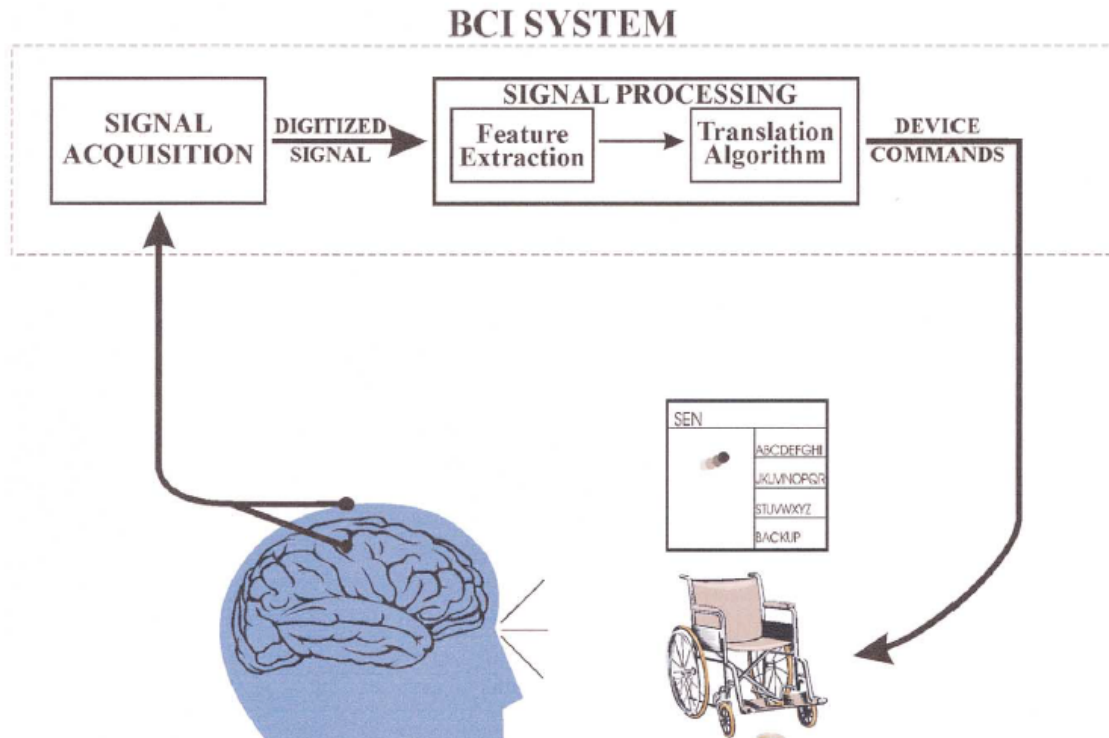 BCI SYSTEM
SIGNAL
ACQUISITION
DIGITIZED
SIGNAL
SIGNAL PROCESSING
Feature
Extraction
Translation
Algorithm
DEVICE
COMMANDS
SEN
ABCDEFGHI
JKLMNOPQR
STUVWXYZ
BACKUP